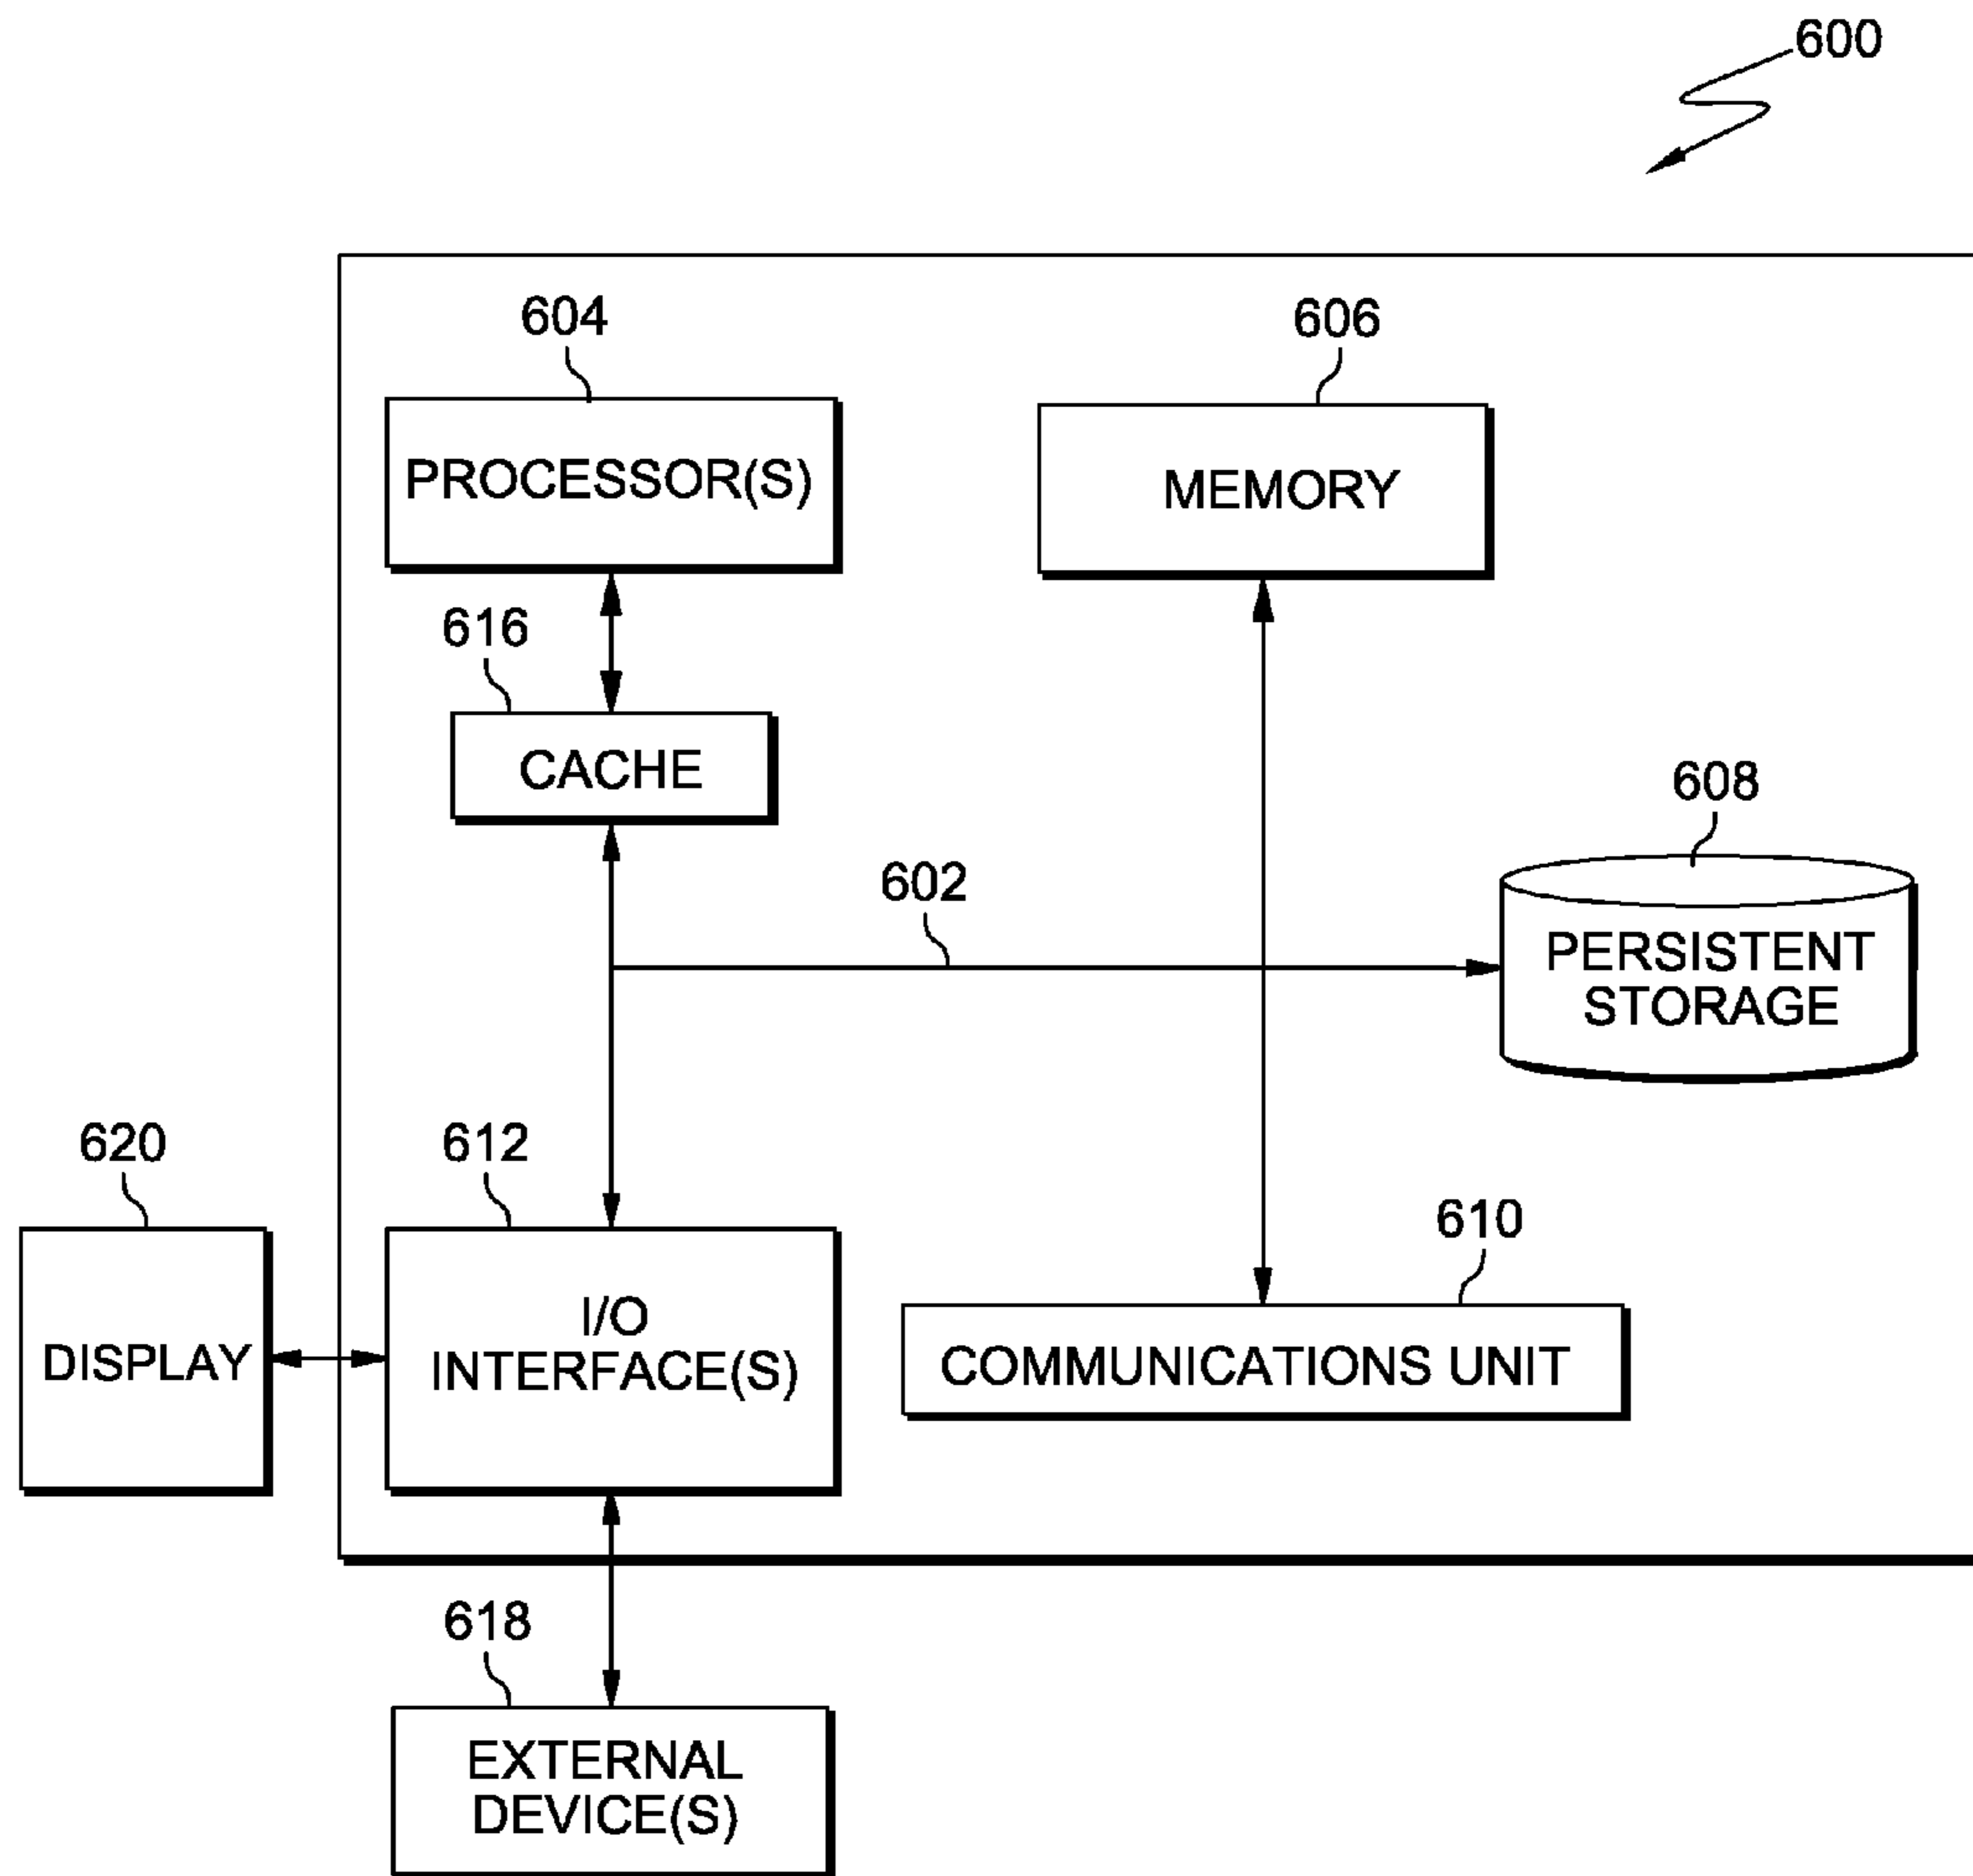 600
604
606
PROCESSOR(S)
MEMORY
616
CACHE
608
602
PERSISTENT
STORAGE
620
612
610
I/O
INTERFACE(S)
DISPLAY
COMMUNICATIONS UNIT
618
EXTERNAL
DEVICE(S)